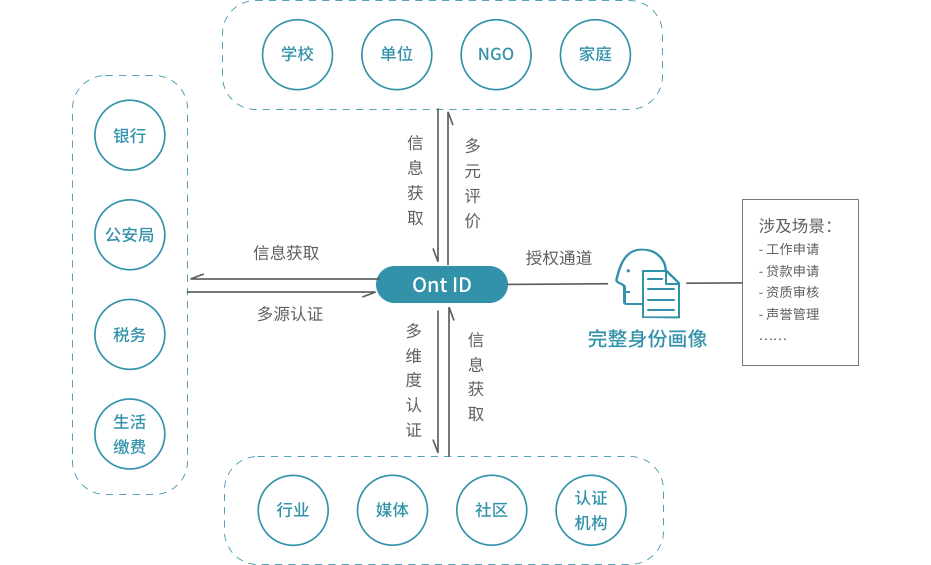 学校
单位
NGO
家庭
银行
公安局
税务
生活
缴费
信息获取
多元评价
信息获取
多源认证
Ont ID
授权通道
完整身份画像
涉及场景：
- 工作申请
- 贷款申请
- 资质审核
- 声誉管理
……
多维度认证
信息获取
行业
媒体
社区
认证
机构